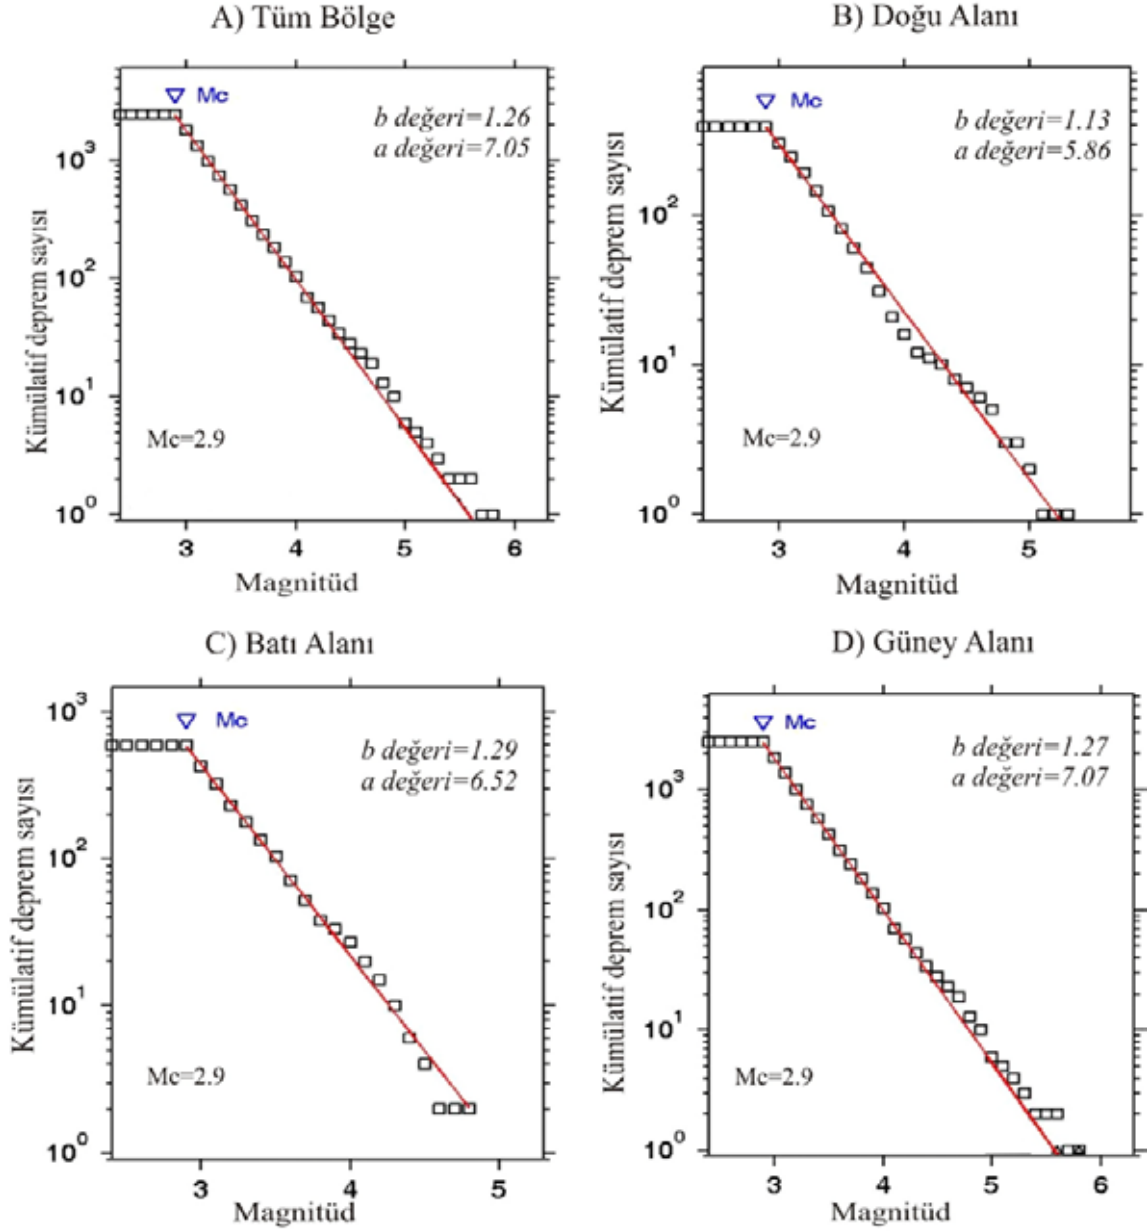 A) Tüm Bölge
Mc
b değeri=1.26
a değeri=7.05
10³
10²
10¹
10⁰
Kümülatif deprem sayısı
Mc=2.9
3 4 5 6
Magnitüd
B) Doğu Alanı
Mc
b değeri=1.13
a değeri=5.86
10²
10¹
10⁰
Kümülatif deprem sayısı
Mc=2.9
3 4 5
Magnitüd
C) Batı Alanı
Mc
b değeri=1.29
a değeri=6.52
10³
10²
10¹
10⁰
Kümülatif deprem sayısı
Mc=2.9
3 4 5
Magnitüd
D) Güney Alanı
Mc
b değeri=1.27
a değeri=7.07
10³
10²
10¹
10⁰
Kümülatif deprem sayısı
Mc=2.9
3 4 5 6
Magnitüd